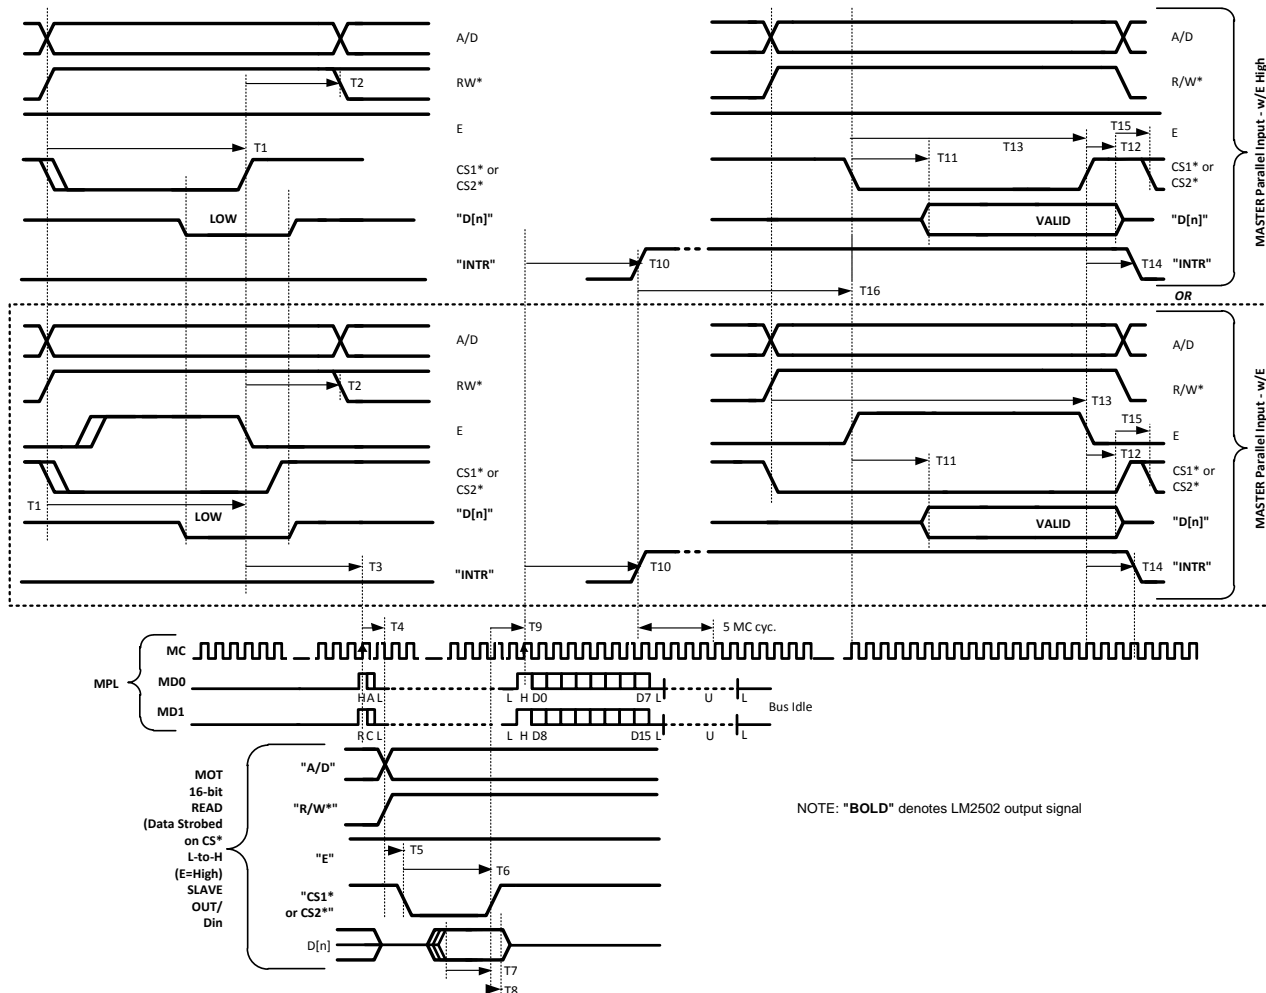 A/D
RW*
T2
E
T1
CS1* or
CS2*
LOW
"D[n]"
"INTR"
A/D
R/W*
T15
E
T13
T12
T11
CS1* or
CS2*
VALID
"D[n]"
T10
T14
"INTR"
T16
OR
MASTER Parallel Input - w/E High
A/D
RW*
T2
E
CS1* or
CS2*
T1
LOW
"D[n]"
T3
"INTR"
A/D
R/W*
T13
T15
E
T12
T11
CS1* or
CS2*
VALID
"D[n]"
T10
T14
"INTR"
MASTER Parallel Input - w/E
T4
T9
5 MC cyc.
MPL
MC
MD0
H A L
L H D0
D7 L
U
L
Bus Idle
MD1
R C L
L H D8
D15 L
U
L
MOT
16-bit
READ
(Data Strobed
on CS*
L-to-H
(E=High)
SLAVE
OUT/
Din
"A/D"
"R/W*"
T5
"E"
T6
"CS1*
or CS2*"
D[n]
T7
T8
NOTE: "BOLD" denotes LM2502 output signal